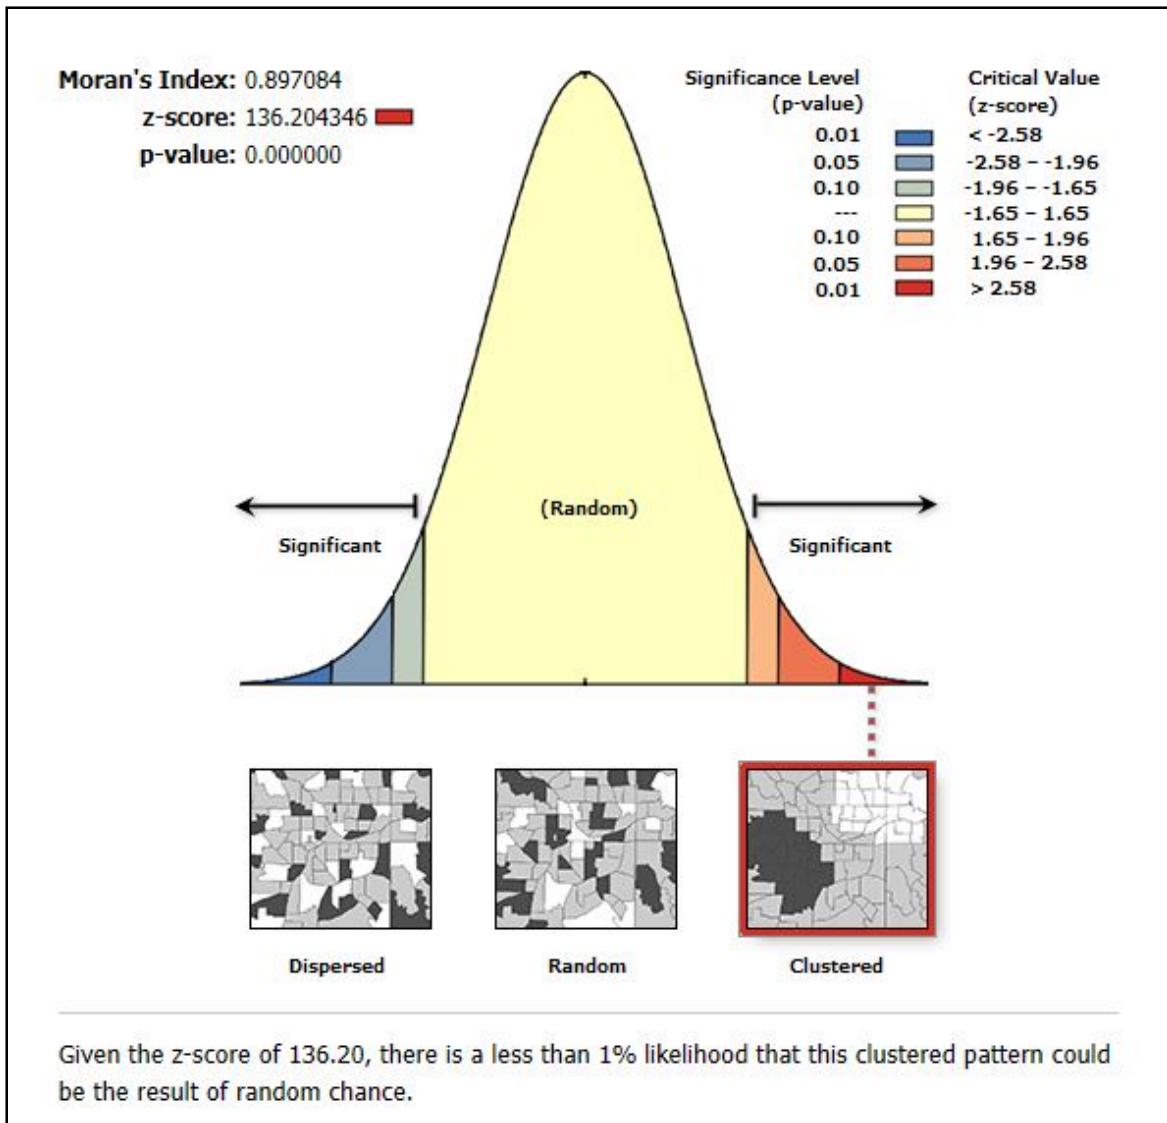 Moran's Index: 0.897084
z-score: 136.204346
p-value: 0.000000
Significance Level (p-value)
Critical Value (z-score)
0.01 < -2.58
0.05 -2.58 – -1.96
0.10 -1.96 – -1.65
--- -1.65 – 1.65
0.10 1.65 – 1.96
0.05 1.96 – 2.58
0.01 > 2.58
(Random)
Significant
Significant
Dispersed
Random
Clustered
Given the z-score of 136.20, there is a less than 1% likelihood that this clustered pattern could
be the result of random chance.